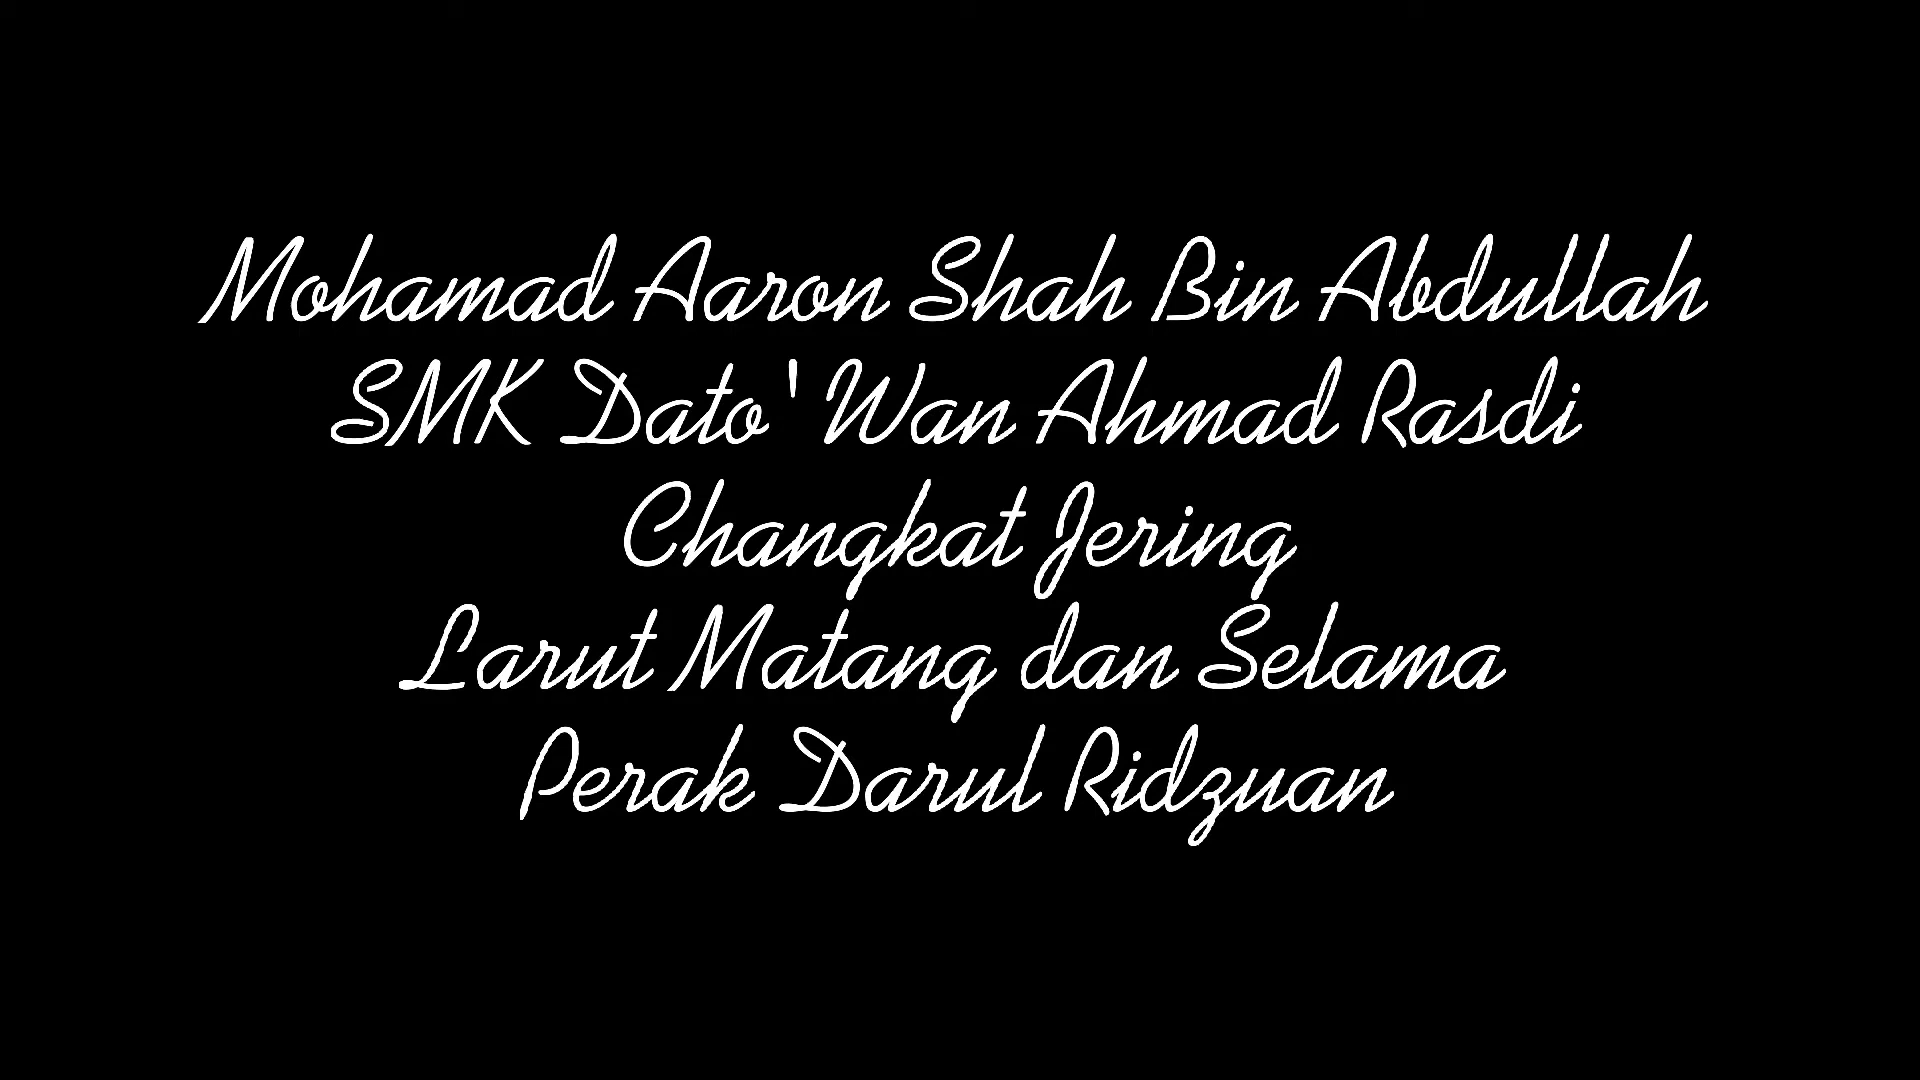 Mohamad Aaron Shah Bin Abdullah
SMK Dato' Wan Ahmad Rasdi
Changkat Jering
Larut Matang dan Selama
Perak Darul Ridzuan